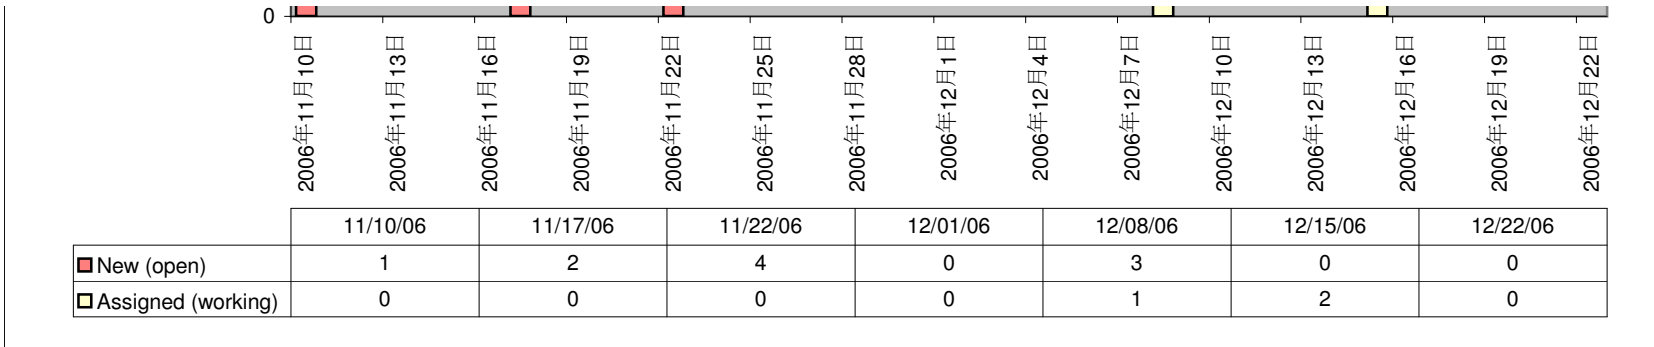 0
2006年11月10日
2006年11月13日
2006年11月16日
2006年11月19日
2006年11月22日
2006年11月25日
2006年11月28日
2006年12月1日
2006年12月4日
2006年12月7日
2006年12月10日
2006年12月13日
2006年12月16日
2006年12月19日
2006年12月22日
11/10/06 11/17/06 11/22/06 12/01/06 12/08/06 12/15/06 12/22/06
New (open) 1 2 4 0 3 0 0
Assigned (working) 0 0 0 0 1 2 0